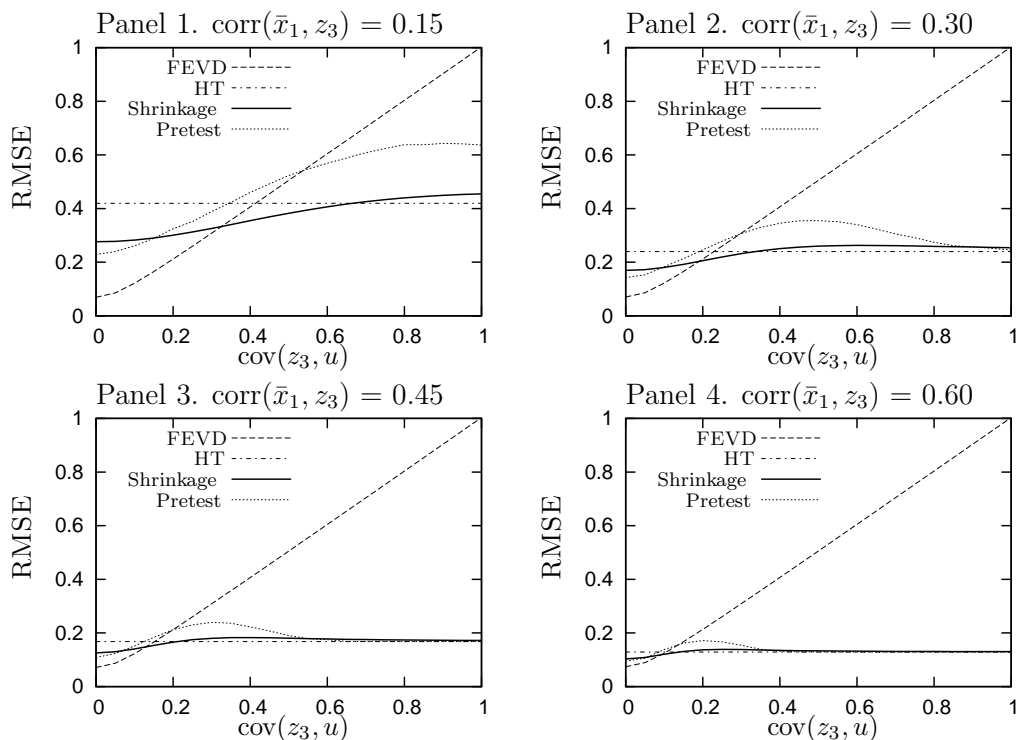 Panel 1. corr(x̄₁, z₃) = 0.15
1
0.8
0.6
0.4
0.2
0
RMSE
FEVD
HT
Shrinkage
Pretest
0 0.2 0.4 0.6 0.8 1
cov(z₃, u)
Panel 2. corr(x̄₁, z₃) = 0.30
1
0.8
0.6
0.4
0.2
0
RMSE
FEVD
HT
Shrinkage
Pretest
0 0.2 0.4 0.6 0.8 1
cov(z₃, u)
Panel 3. corr(x̄₁, z₃) = 0.45
1
0.8
0.6
0.4
0.2
0
RMSE
FEVD
HT
Shrinkage
Pretest
0 0.2 0.4 0.6 0.8 1
cov(z₃, u)
Panel 4. corr(x̄₁, z₃) = 0.60
1
0.8
0.6
0.4
0.2
0
RMSE
FEVD
HT
Shrinkage
Pretest
0 0.2 0.4 0.6 0.8 1
cov(z₃, u)